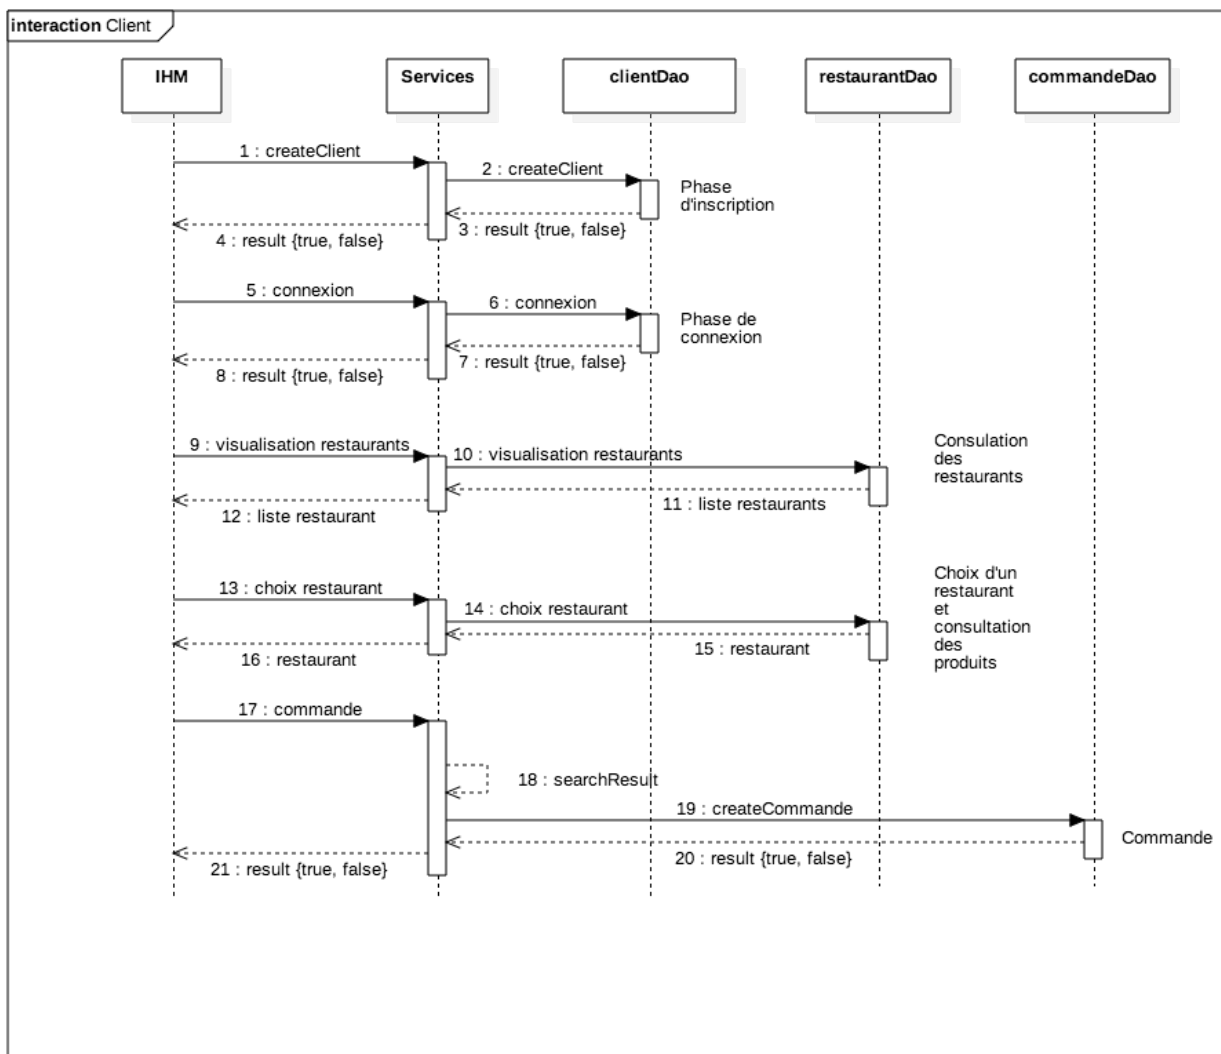 interaction Client
IHM
Services
clientDao
restaurantDao
commandeDao
1 : createClient
2 : createClient
Phase
d'inscription
3 : result {true, false}
4 : result {true, false}
5 : connexion
6 : connexion
Phase de
connexion
7 : result {true, false}
8 : result {true, false}
9 : visualisation restaurants
10 : visualisation restaurants
Consulation
des
restaurants
11 : liste restaurants
12 : liste restaurant
13 : choix restaurant
14 : choix restaurant
Choix d'un
restaurant
et
consultation
des
produits
15 : restaurant
16 : restaurant
17 : commande
18 : searchResult
19 : createCommande
Commande
20 : result {true, false}
21 : result {true, false}